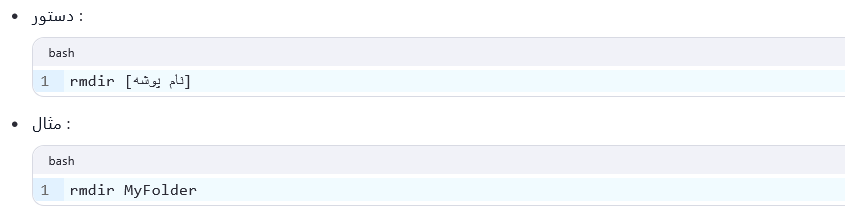 • دستور :
bash
1 rmdir [نام پوشه]
• مثال :
bash
1 rmdir MyFolder